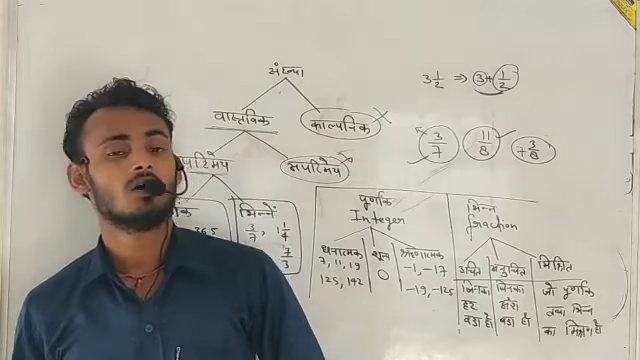 संख्या
वास्तविक
काल्पनिक
परिमेय
अपरिमेय
365
भिन्नें
3/7, 1 1/4
7/3
3 1/2 ⇒ 3 + 1/2
3/7
11/8
7 3/8
पूर्णांक
Integer
धनात्मक
7, 11, 19
125, 142
शून्य
0
ऋणात्मक
-1, -17
-19, -125
भिन्न
fraction
उचित
जिनका
हर
बड़ा हो
अनुचित
जिनका
अंश
बड़ा हो
मिश्रित
जो पूर्णांक
तथा भिन्न
का मिश्रण हो